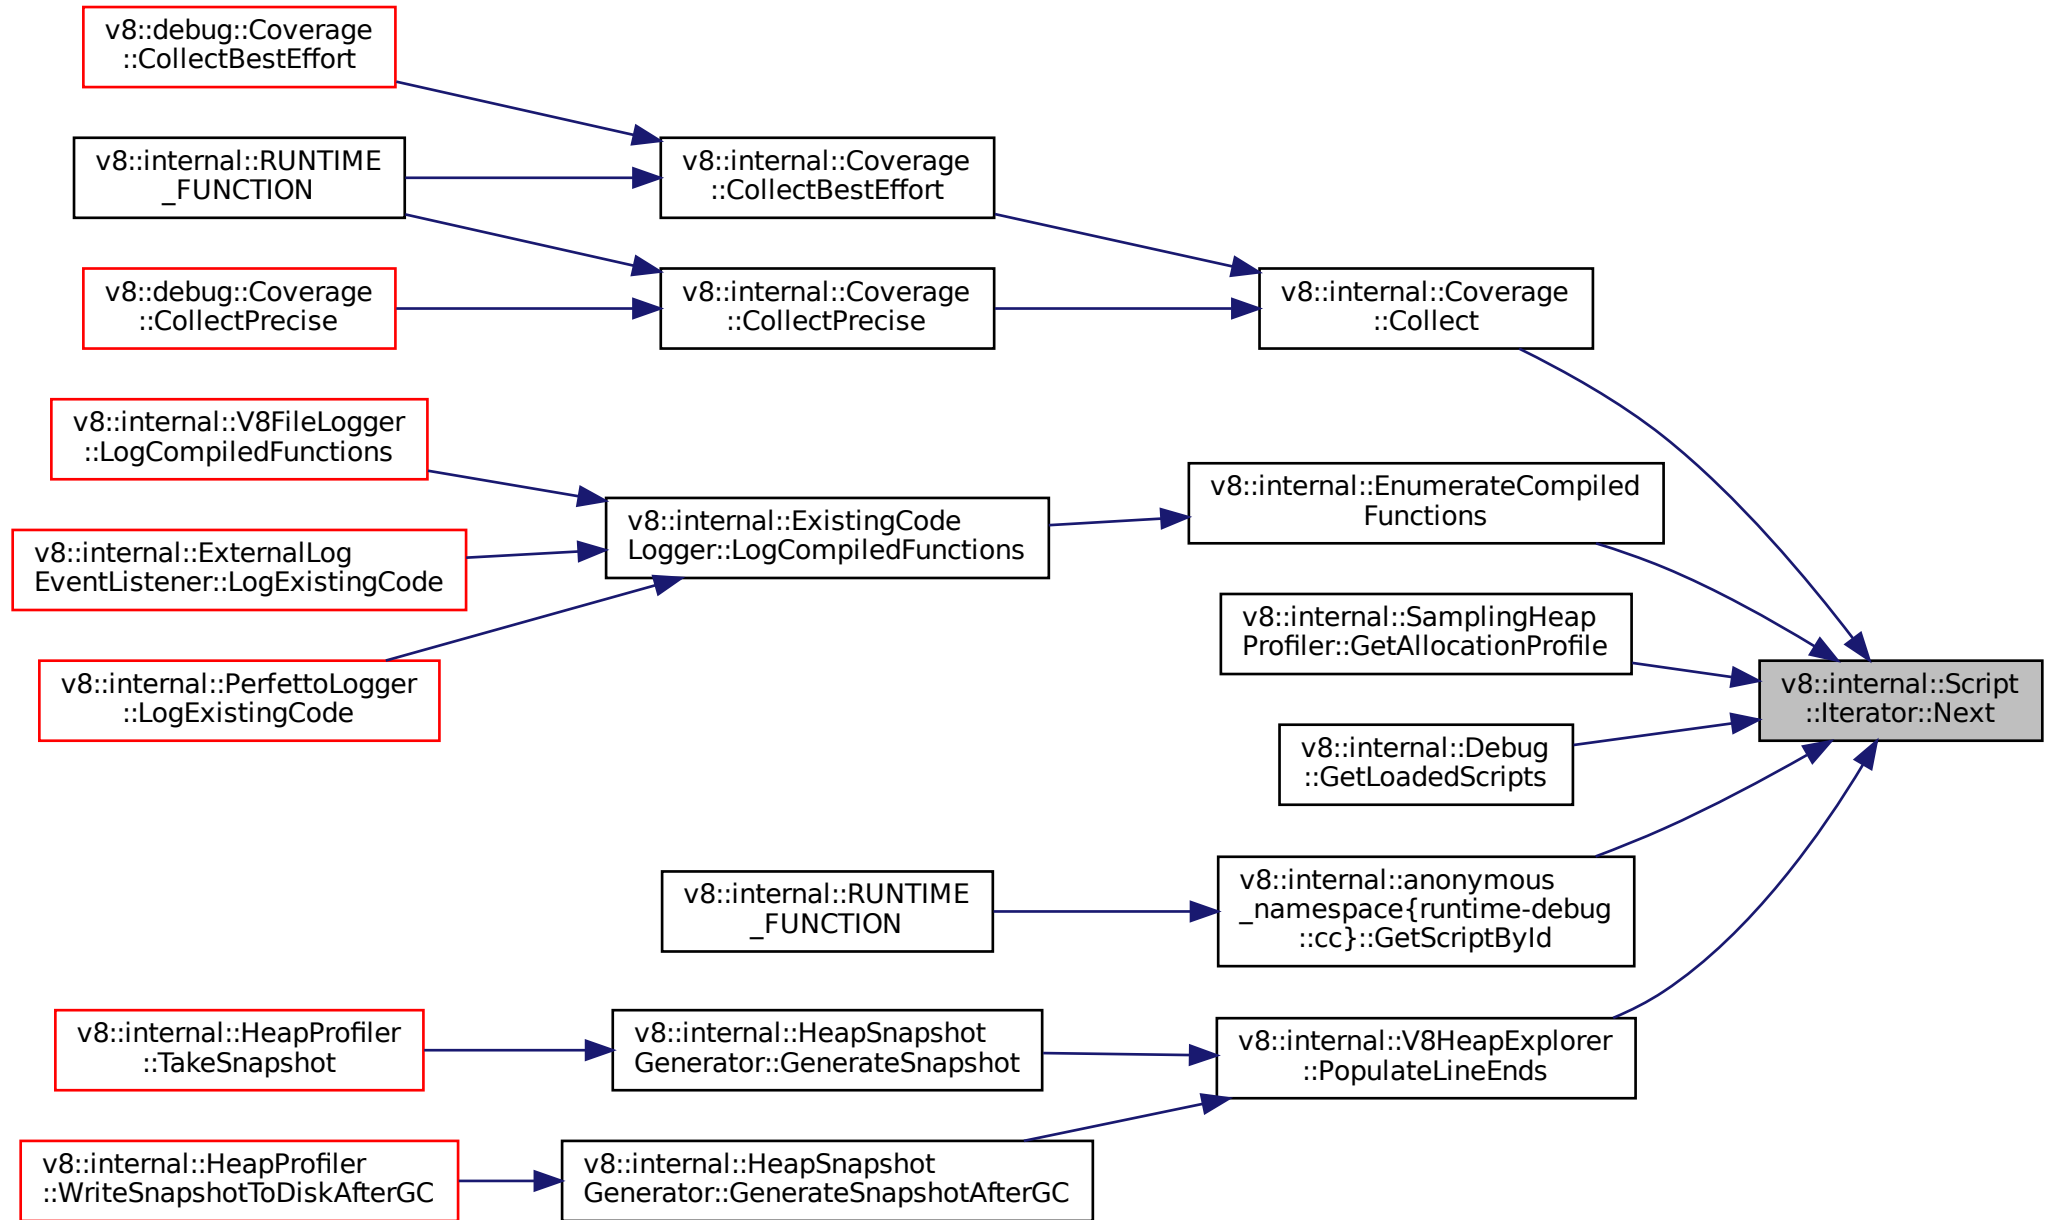 v8::debug::Coverage
::CollectBestEffort
v8::internal::RUNTIME
_FUNCTION
v8::internal::Coverage
::CollectBestEffort
v8::debug::Coverage
::CollectPrecise
v8::internal::Coverage
::CollectPrecise
v8::internal::Coverage
::Collect
v8::internal::V8FileLogger
::LogCompiledFunctions
v8::internal::ExternalLog
EventListener::LogExistingCode
v8::internal::PerfettoLogger
::LogExistingCode
v8::internal::ExistingCode
Logger::LogCompiledFunctions
v8::internal::EnumerateCompiled
Functions
v8::internal::SamplingHeap
Profiler::GetAllocationProfile
v8::internal::Script
::Iterator::Next
v8::internal::Debug
::GetLoadedScripts
v8::internal::RUNTIME
_FUNCTION
v8::internal::anonymous
_namespace{runtime-debug
::cc}::GetScriptById
v8::internal::HeapProfiler
::TakeSnapshot
v8::internal::HeapSnapshot
Generator::GenerateSnapshot
v8::internal::V8HeapExplorer
::PopulateLineEnds
v8::internal::HeapProfiler
::WriteSnapshotToDiskAfterGC
v8::internal::HeapSnapshot
Generator::GenerateSnapshotAfterGC